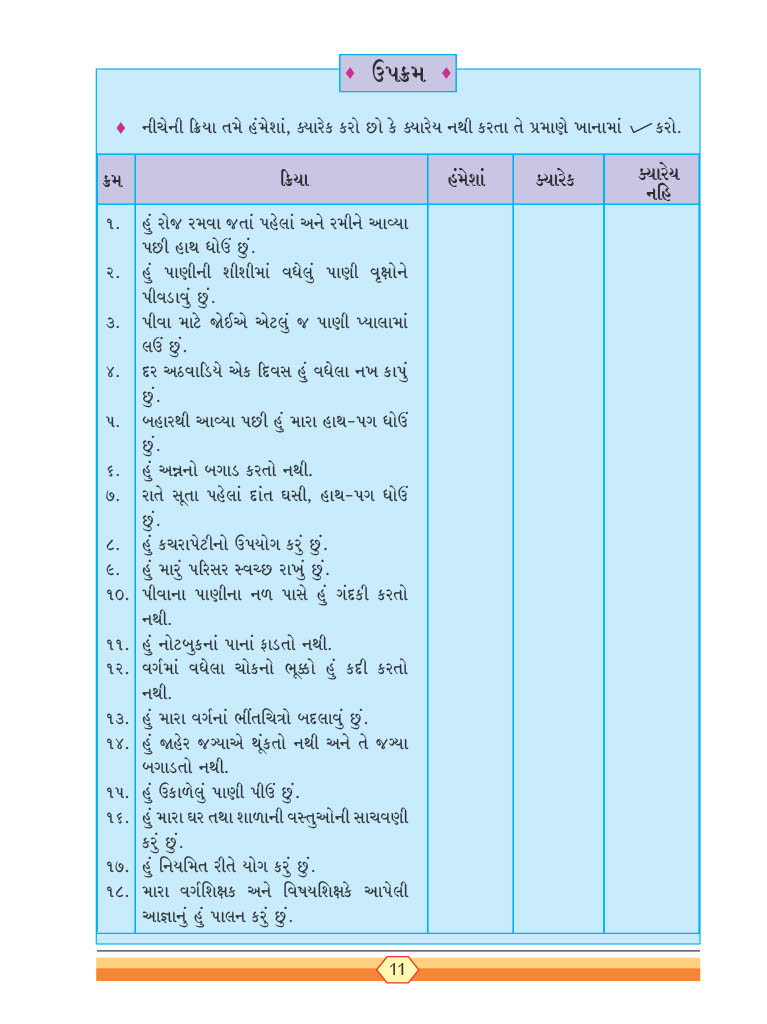 ઉપક્રમ
નીચેની ક્રિયા તમે હંમેશાં, ક્યારેક કરો છો કે ક્યારેય નથી કરતા તે પ્રમાણે ખાનામાં ✓ કરો.
ક્રમ ક્રિયા હંમેશાં ક્યારેક ક્યારેય
નહિ
૧. હું રોજ રમવા જતાં પહેલાં અને રમીને આવ્યા
પછી હાથ ધોઉં છું.
૨. હું પાણીની શીશીમાં વધેલું પાણી વૃક્ષોને
પીવડાવું છું.
૩. પીવા માટે જોઈએ એટલું જ પાણી પ્યાલામાં
લઉં છું.
૪. દર અઠવાડિયે એક દિવસ હું વધેલા નખ કાપું
છું.
૫. બહારથી આવ્યા પછી હું મારા હાથ-પગ ધોઉં
છું.
૬. હું અન્નનો બગાડ કરતો નથી.
૭. રાતે સૂતા પહેલાં દાંત ઘસી, હાથ-પગ ધોઉં
છું.
૮. હું કચરાપેટીનો ઉપયોગ કરું છું.
૯. હું મારું પરિસર સ્વચ્છ રાખું છું.
૧૦. પીવાના પાણીના નળ પાસે હું ગંદકી કરતો
નથી.
૧૧. હું નોટબુકનાં પાનાં ફાડતો નથી.
૧૨. વર્ગમાં વધેલા ચોકનો ભૂક્કો હું કદી કરતો
નથી.
૧૩. હું મારા વર્ગનાં ભીંતચિત્રો બદલાવું છું.
૧૪. હું જાહેર જગ્યાએ થૂંકતો નથી અને તે જગ્યા
બગાડતો નથી.
૧૫. હું ઉકાળેલું પાણી પીઉં છું.
૧૬. હું મારા ઘર તથા શાળાની વસ્તુઓની સાચવણી
કરું છું.
૧૭. હું નિયમિત રીતે યોગ કરું છું.
૧૮. મારા વર્ગશિક્ષક અને વિષયશિક્ષકે આપેલી
આજ્ઞાનું હું પાલન કરું છું.
11